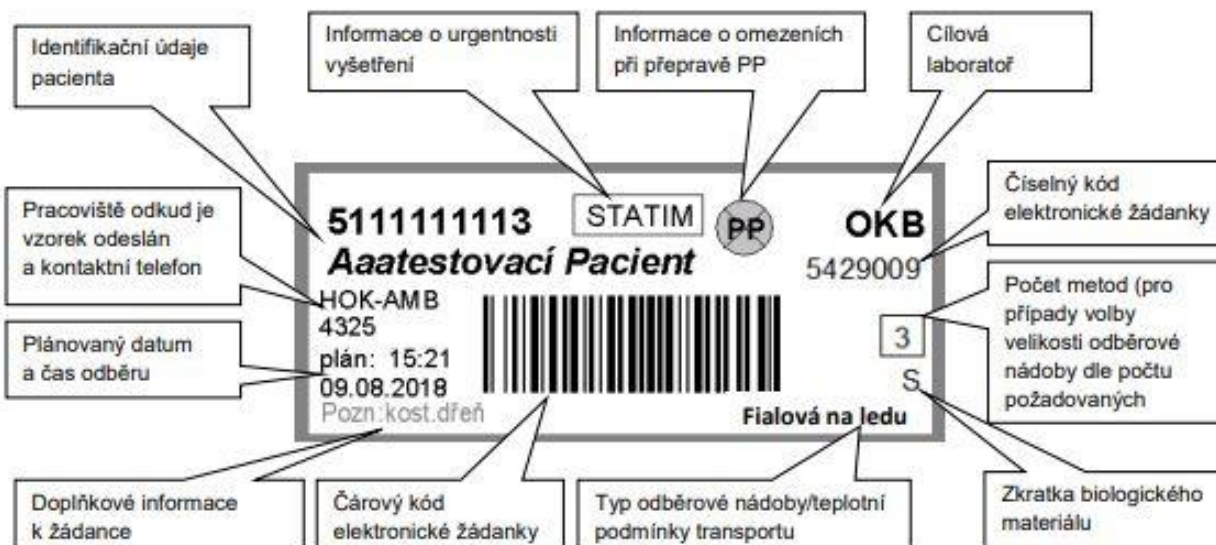 Identifikační údaje
pacienta
Informace o urgentnosti
vyšetření
Informace o omezeních
při přepravě PP
Cílová
laboratoř
Pracoviště odkud je
vzorek odeslán
a kontaktní telefon
Číselný kód
elektronické žádanky
5111111113
STATIM
PP
OKB
Aaatestovací Pacient
5429009
HOK-AMB
4325
plán: 15:21
09.08.2018
Pozn:kost.dřeň
3
S
Fialová na ledu
Plánovaný datum
a čas odběru
Počet metod (pro
případy volby
velikosti odběrové
nádoby dle počtu
požadovaných
Doplňkové informace
k žádance
Čárový kód
elektronické žádanky
Typ odběrové nádoby/teplotní
podmínky transportu
Zkratka biologického
materiálu